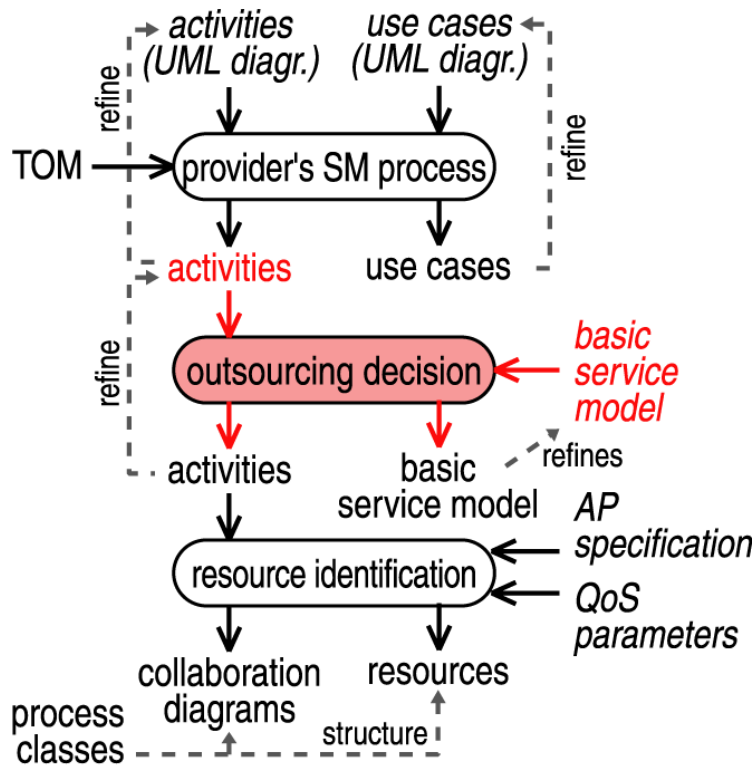 activities
(UML diagr.)
use cases
(UML diagr.)
refine
refine
TOM
provider's SM process
activities
use cases
refine
outsourcing decision
basic
service
model
activities
basic
service model
refines
AP
specification
resource identification
QoS
parameters
collaboration
diagrams
resources
process
classes
structure